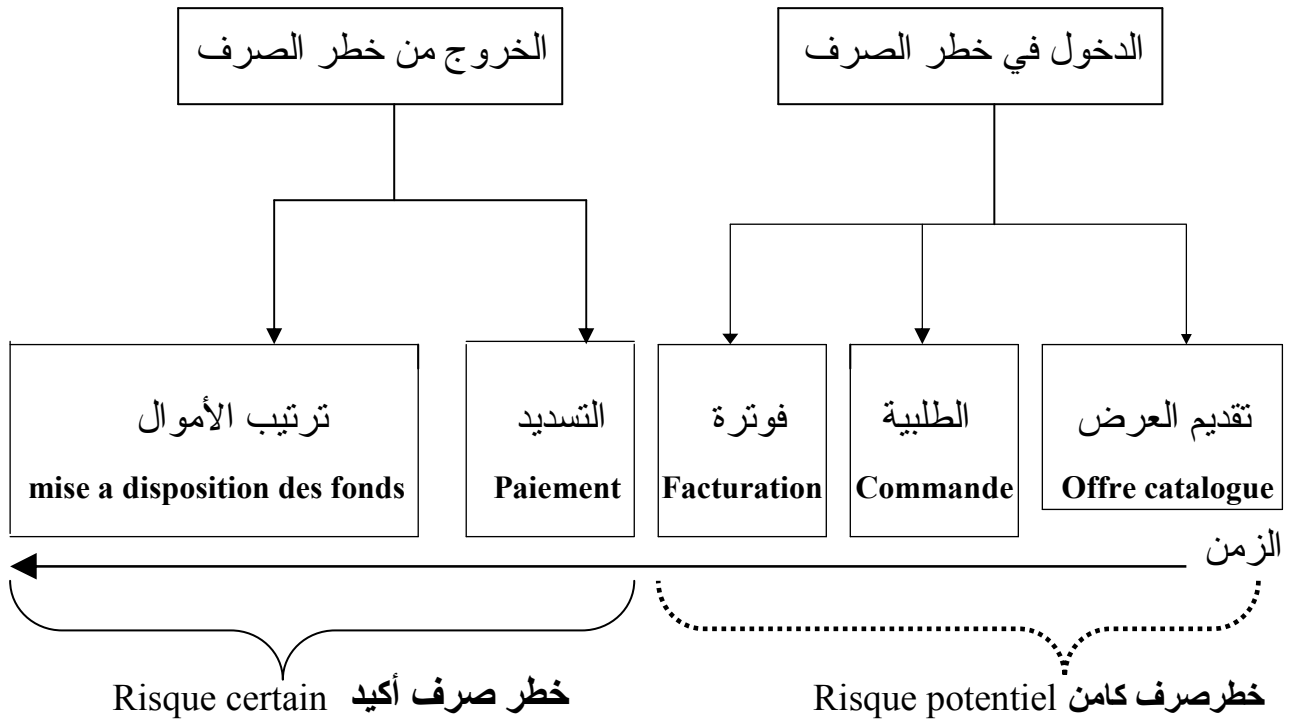 الدخول في خطر الصرف
الخروج من خطر الصرف
تقديم العرض
Offre catalogue
الطلبية
Commande
فوترة
Facturation
التسديد
Paiement
ترتيب الأموال
mise a disposition des fonds
الزمن
خطرصرف كامن Risque potentiel
خطر صرف أكيد Risque certain